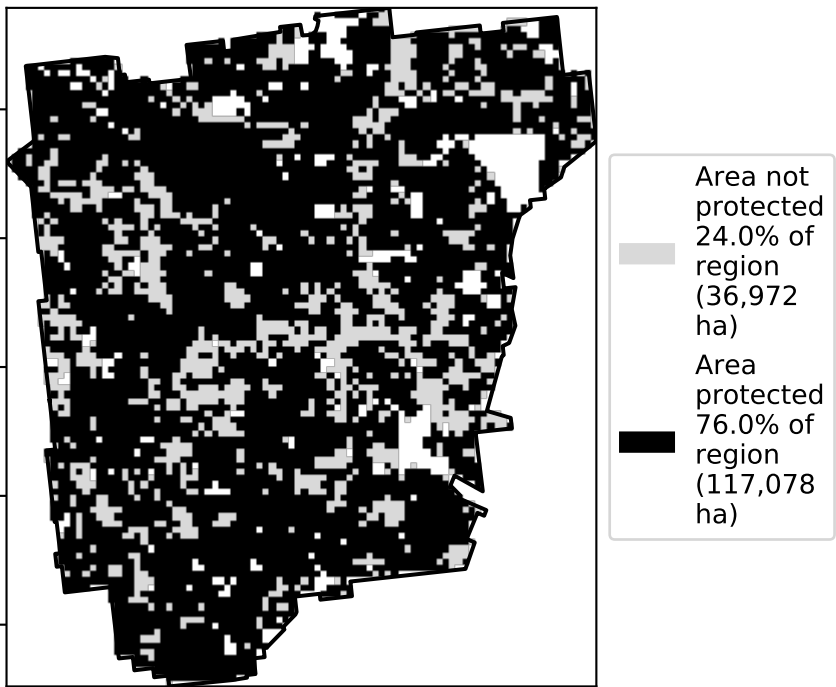 Area not
protected
24.0% of
region
(36,972
ha)
Area
protected
76.0% of
region
(117,078
ha)